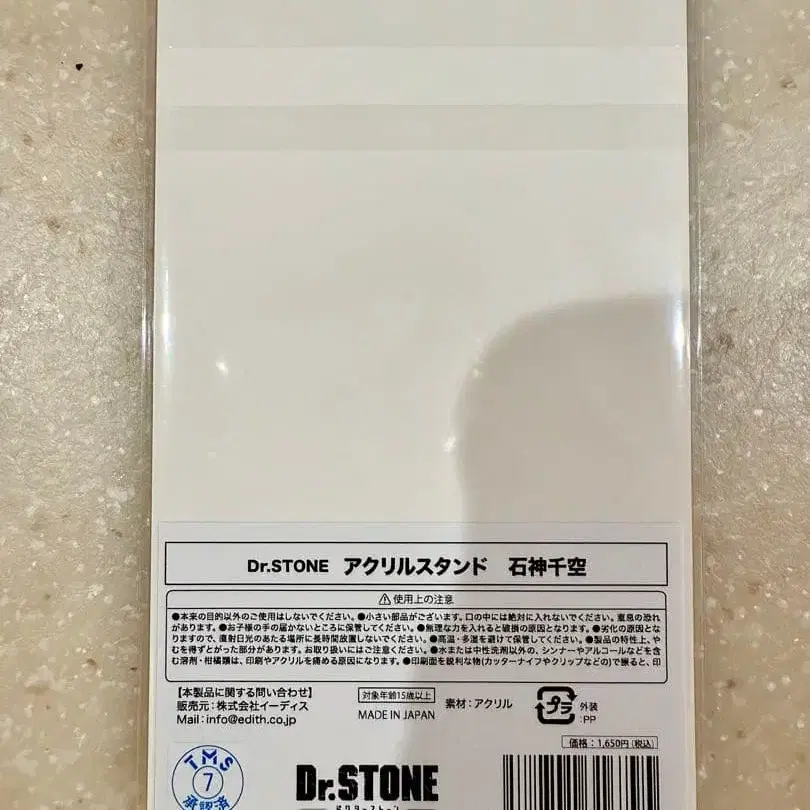 Dr.STONE アクリルスタンド 石神千空
⚠使用上の注意
●本来の目的以外のご使用はしないでください。●小さい部品がございます。口の中には絶対に入れないでください。窒息の恐れ
があります。●お子様の手の届かないところに保管してください。●無理な力を入れると破損の原因となります。●劣化の原因とな
りますので、直射日光のあたる場所に長時間放置しないでください。●高温・多湿を避けて保管してください。●製品の特性上、や
むを得ずとがった部分があります。お取り扱いにはご注意ください。●水または中性洗剤以外の、シンナーやアルコールなどを含
む溶剤・柑橘類は、印刷やアクリルを痛める原因になります。●印刷面を鋭利な物(カッターナイフやクリップなどの)で擦ると、印
【本製品に関する問い合わせ】
販売元:株式会社イーディス
Mail:info@edith.co.jp
対象年齢15歳以上
MADE IN JAPAN
素材:アクリル
プラ
外装
:PP
価格:1,650円(税込)
TMS
7
承認済
Dr.STONE
ドクターストーン